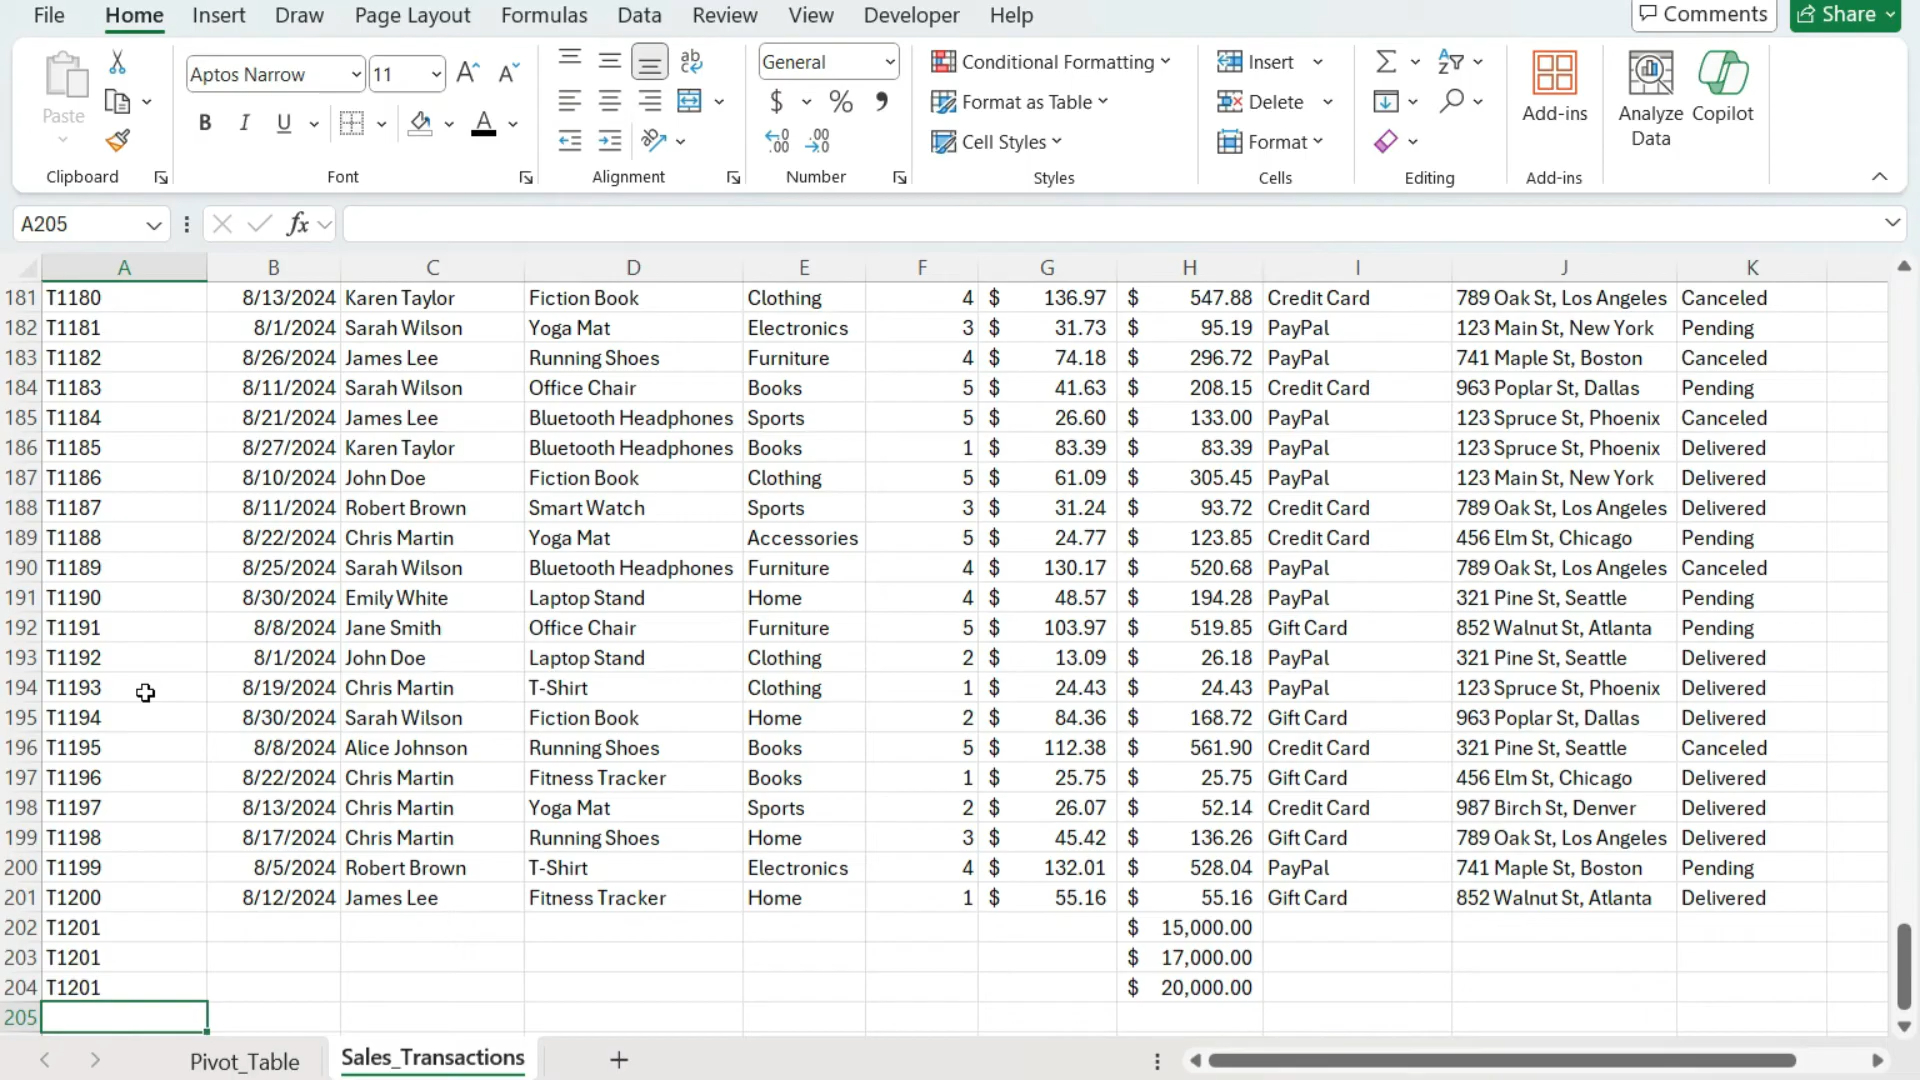 File Home Insert Draw Page Layout Formulas Data Review View Developer Help Comments Share
Paste
Clipboard
Aptos Narrow 11
B I U A
Font
ab
Alignment
General
$ % 9
.00 .00
Number
Conditional Formatting
Format as Table
Cell Styles
Styles
Insert
Delete
Format
Cells
Editing
Add-ins
Add-ins
Analyze Data
Copilot
A205 fx
A B C D E F G H I J K
181 T1180 8/13/2024 Karen Taylor Fiction Book Clothing 4 $ 136.97 $ 547.88 Credit Card 789 Oak St, Los Angeles Canceled
182 T1181 8/1/2024 Sarah Wilson Yoga Mat Electronics 3 $ 31.73 $ 95.19 PayPal 123 Main St, New York Pending
183 T1182 8/26/2024 James Lee Running Shoes Furniture 4 $ 74.18 $ 296.72 PayPal 741 Maple St, Boston Canceled
184 T1183 8/11/2024 Sarah Wilson Office Chair Books 5 $ 41.63 $ 208.15 Credit Card 963 Poplar St, Dallas Pending
185 T1184 8/21/2024 James Lee Bluetooth Headphones Sports 5 $ 26.60 $ 133.00 PayPal 123 Spruce St, Phoenix Canceled
186 T1185 8/27/2024 Karen Taylor Bluetooth Headphones Books 1 $ 83.39 $ 83.39 PayPal 123 Spruce St, Phoenix Delivered
187 T1186 8/10/2024 John Doe Fiction Book Clothing 5 $ 61.09 $ 305.45 PayPal 123 Main St, New York Delivered
188 T1187 8/11/2024 Robert Brown Smart Watch Sports 3 $ 31.24 $ 93.72 Credit Card 789 Oak St, Los Angeles Delivered
189 T1188 8/22/2024 Chris Martin Yoga Mat Accessories 5 $ 24.77 $ 123.85 Credit Card 456 Elm St, Chicago Pending
190 T1189 8/25/2024 Sarah Wilson Bluetooth Headphones Furniture 4 $ 130.17 $ 520.68 PayPal 789 Oak St, Los Angeles Canceled
191 T1190 8/30/2024 Emily White Laptop Stand Home 4 $ 48.57 $ 194.28 PayPal 321 Pine St, Seattle Pending
192 T1191 8/8/2024 Jane Smith Office Chair Furniture 5 $ 103.97 $ 519.85 Gift Card 852 Walnut St, Atlanta Pending
193 T1192 8/1/2024 John Doe Laptop Stand Clothing 2 $ 13.09 $ 26.18 PayPal 321 Pine St, Seattle Delivered
194 T1193 8/19/2024 Chris Martin T-Shirt Clothing 1 $ 24.43 $ 24.43 PayPal 123 Spruce St, Phoenix Delivered
195 T1194 8/30/2024 Sarah Wilson Fiction Book Home 2 $ 84.36 $ 168.72 Gift Card 963 Poplar St, Dallas Delivered
196 T1195 8/8/2024 Alice Johnson Running Shoes Books 5 $ 112.38 $ 561.90 Credit Card 321 Pine St, Seattle Canceled
197 T1196 8/22/2024 Chris Martin Fitness Tracker Books 1 $ 25.75 $ 25.75 Gift Card 456 Elm St, Chicago Delivered
198 T1197 8/13/2024 Chris Martin Yoga Mat Sports 2 $ 26.07 $ 52.14 Credit Card 987 Birch St, Denver Delivered
199 T1198 8/17/2024 Chris Martin Running Shoes Home 3 $ 45.42 $ 136.26 Gift Card 789 Oak St, Los Angeles Delivered
200 T1199 8/5/2024 Robert Brown T-Shirt Electronics 4 $ 132.01 $ 528.04 PayPal 741 Maple St, Boston Pending
201 T1200 8/12/2024 James Lee Fitness Tracker Home 1 $ 55.16 $ 55.16 Gift Card 852 Walnut St, Atlanta Delivered
202 T1201 $ 15,000.00
203 T1201 $ 17,000.00
204 T1201 $ 20,000.00
205
Pivot_Table Sales_Transactions